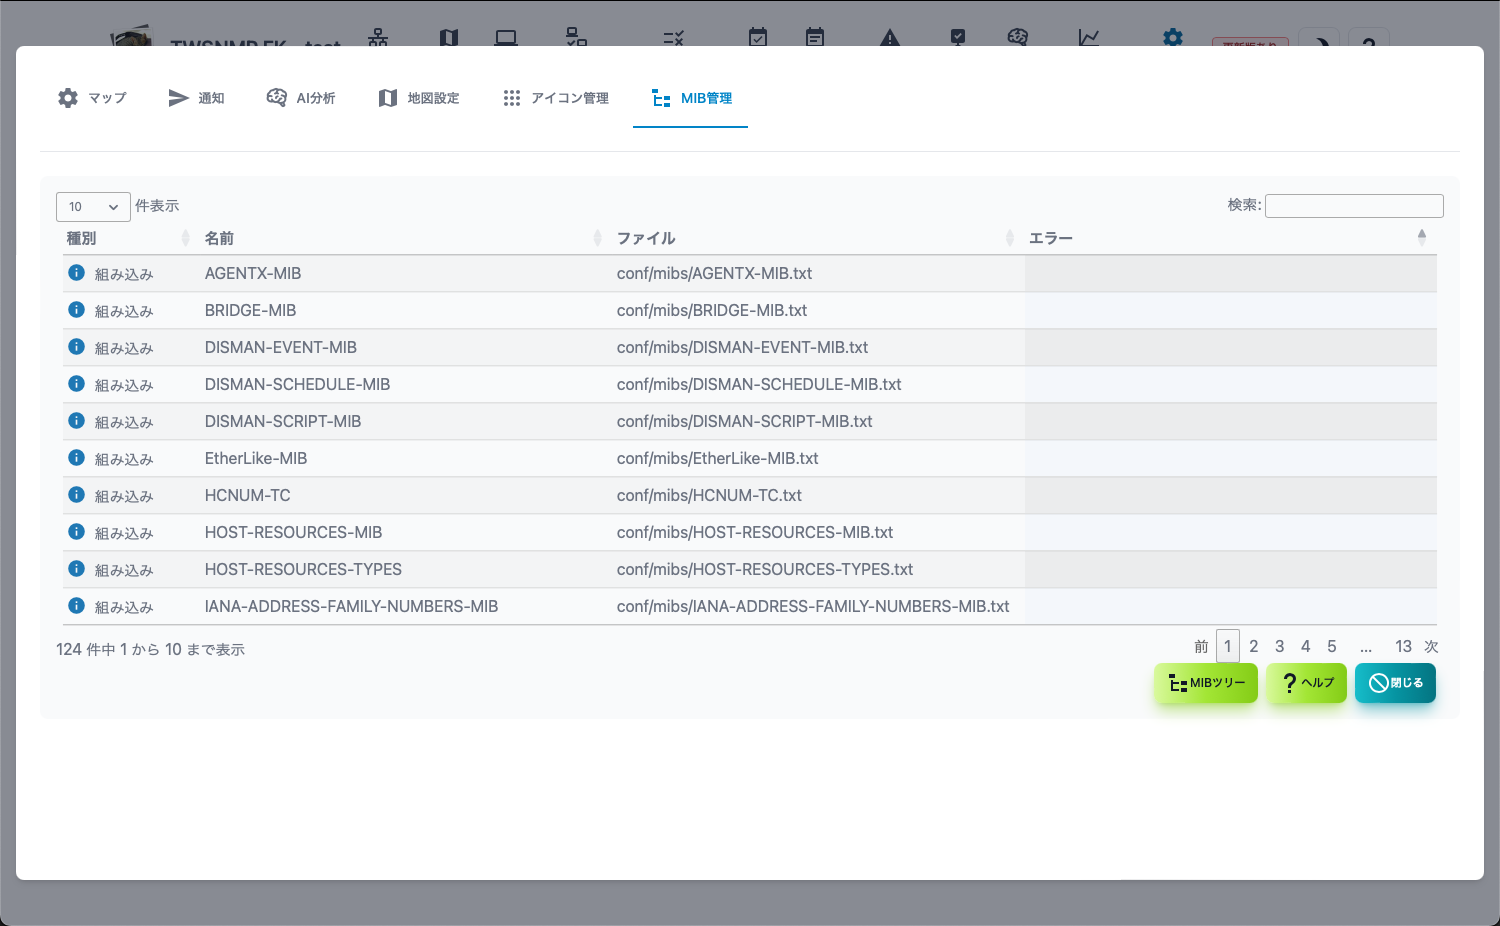 TWSNMP FK - test
更新版あり
マップ
通知
AI分析
地図設定
アイコン管理
MIB管理
10 件表示
検索:
種別 名前 ファイル エラー
組み込み AGENTX-MIB conf/mibs/AGENTX-MIB.txt
組み込み BRIDGE-MIB conf/mibs/BRIDGE-MIB.txt
組み込み DISMAN-EVENT-MIB conf/mibs/DISMAN-EVENT-MIB.txt
組み込み DISMAN-SCHEDULE-MIB conf/mibs/DISMAN-SCHEDULE-MIB.txt
組み込み DISMAN-SCRIPT-MIB conf/mibs/DISMAN-SCRIPT-MIB.txt
組み込み EtherLike-MIB conf/mibs/EtherLike-MIB.txt
組み込み HCNUM-TC conf/mibs/HCNUM-TC.txt
組み込み HOST-RESOURCES-MIB conf/mibs/HOST-RESOURCES-MIB.txt
組み込み HOST-RESOURCES-TYPES conf/mibs/HOST-RESOURCES-TYPES.txt
組み込み IANA-ADDRESS-FAMILY-NUMBERS-MIB conf/mibs/IANA-ADDRESS-FAMILY-NUMBERS-MIB.txt
124 件中 1 から 10 まで表示
前 1 2 3 4 5 ... 13 次
MIBツリー
ヘルプ
閉じる